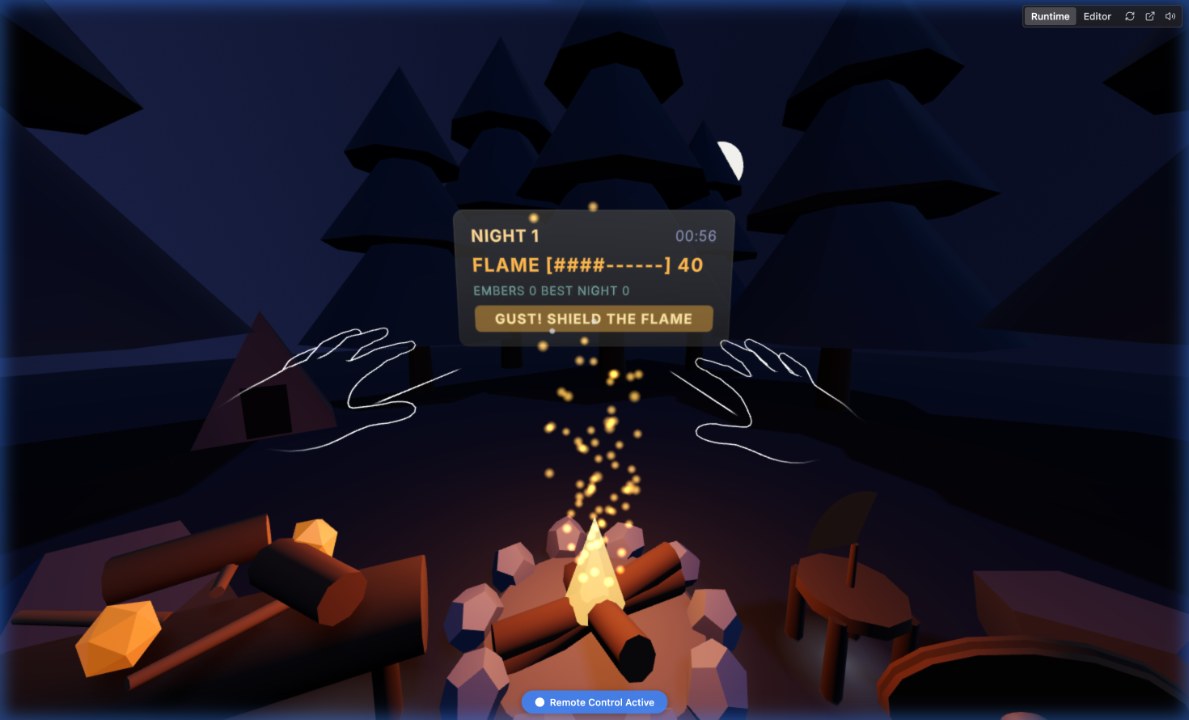 Runtime Editor
NIGHT 1 00:56
FLAME [####------] 40
EMBERS 0 BEST NIGHT 0
GUST! SHIELD THE FLAME
Remote Control Active